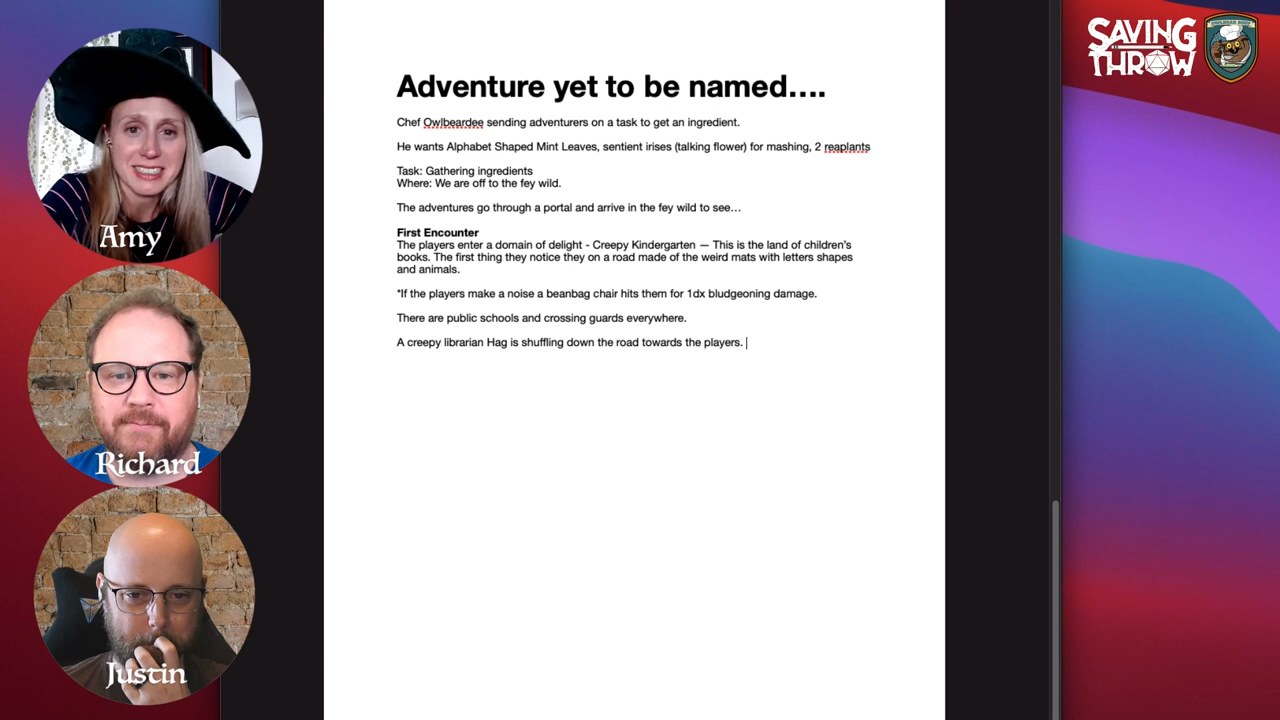 Adventure yet to be named....
Chef Owlbeardee sending adventurers on a task to get an ingredient.
He wants Alphabet Shaped Mint Leaves, sentient irises (talking flower) for mashing, 2 reaplants
Task: Gathering ingredients
Where: We are off to the fey wild.
The adventures go through a portal and arrive in the fey wild to see…
First Encounter
The players enter a domain of delight - Creepy Kindergarten — This is the land of children’s
books. The first thing they notice they on a road made of the weird mats with letters shapes
and animals.
*If the players make a noise a beanbag chair hits them for 1dx bludgeoning damage.
There are public schools and crossing guards everywhere.
A creepy librarian Hag is shuffling down the road towards the players.
Amy
Richard
Justin
SAVING
THROW